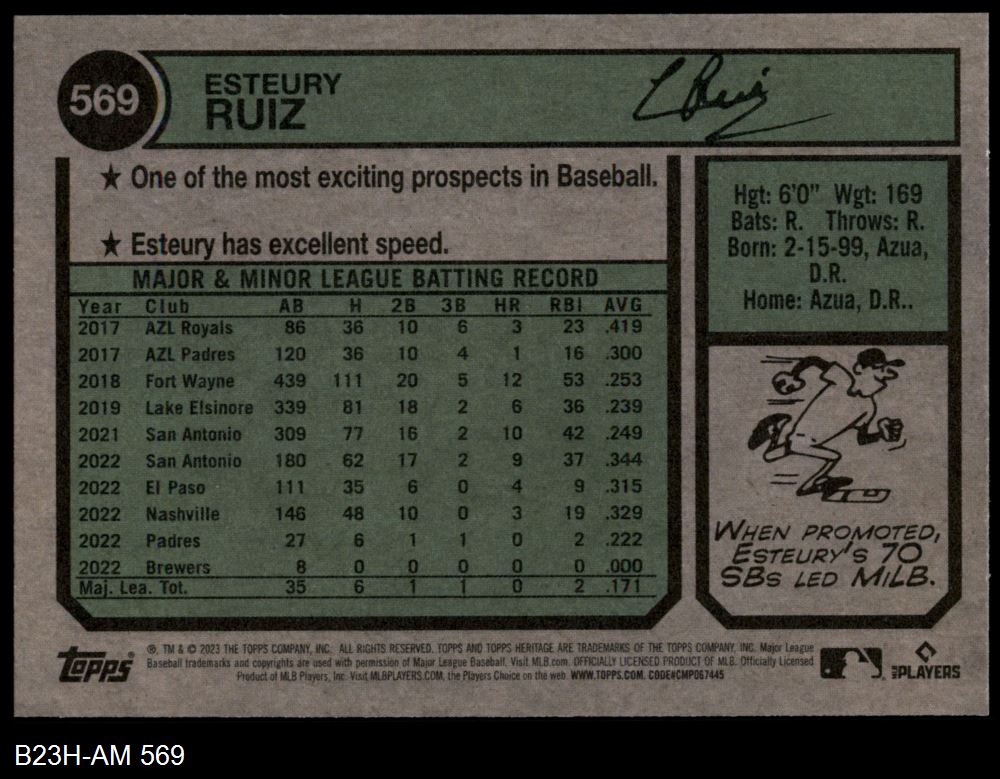 569
ESTEURY
RUIZ
E Ruiz
★ One of the most exciting prospects in Baseball.
★ Esteury has excellent speed.
MAJOR & MINOR LEAGUE BATTING RECORD
Year Club AB H 2B 3B HR RBI AVG
2017 AZL Royals 86 36 10 6 3 23 .419
2017 AZL Padres 120 36 10 4 1 16 .300
2018 Fort Wayne 439 111 20 5 12 53 .253
2019 Lake Elsinore 339 81 18 2 6 36 .239
2021 San Antonio 309 77 16 2 10 42 .249
2022 San Antonio 180 62 17 2 9 37 .344
2022 El Paso 111 35 6 0 4 9 .315
2022 Nashville 146 48 10 0 3 19 .329
2022 Padres 27 6 1 1 0 2 .222
2022 Brewers 8 0 0 0 0 0 .000
Maj. Lea. Tot. 35 6 1 1 0 2 .171
Hgt: 6'0" Wgt: 169
Bats: R. Throws: R.
Born: 2-15-99, Azua,
D.R.
Home: Azua, D.R..
WHEN PROMOTED,
ESTEURY'S 70
SBs LED MiLB.
Topps
®, TM & © 2023 THE TOPPS COMPANY, INC. ALL RIGHTS RESERVED. TOPPS AND TOPPS HERITAGE ARE TRADEMARKS OF THE TOPPS COMPANY, INC. Major League
Baseball trademarks and copyrights are used with permission of Major League Baseball. Visit MLB.com. OFFICIALLY LICENSED PRODUCT OF MLB. Officially Licensed
Product of MLB Players, Inc. Visit MLBPLAYERS.COM, the Players Choice on the web. WWW.TOPPS.COM. CODE#CMP067445
MLB PLAYERS
B23H-AM 569